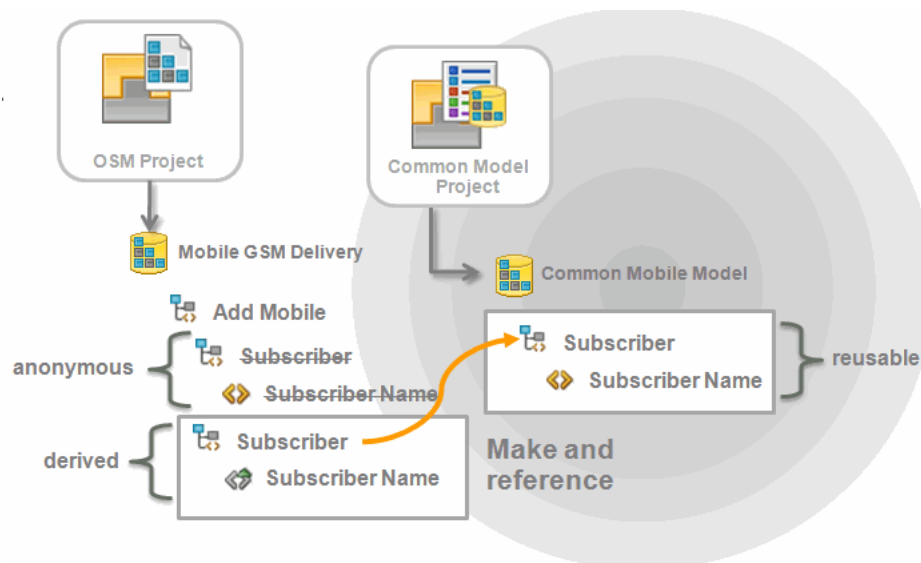 OSM Project
Common Model
Project
Mobile GSM Delivery
Common Mobile Model
Add Mobile
anonymous
Subscriber
Subscriber Name
Subscriber
Subscriber Name
reusable
derived
Subscriber
Subscriber Name
Make and
reference